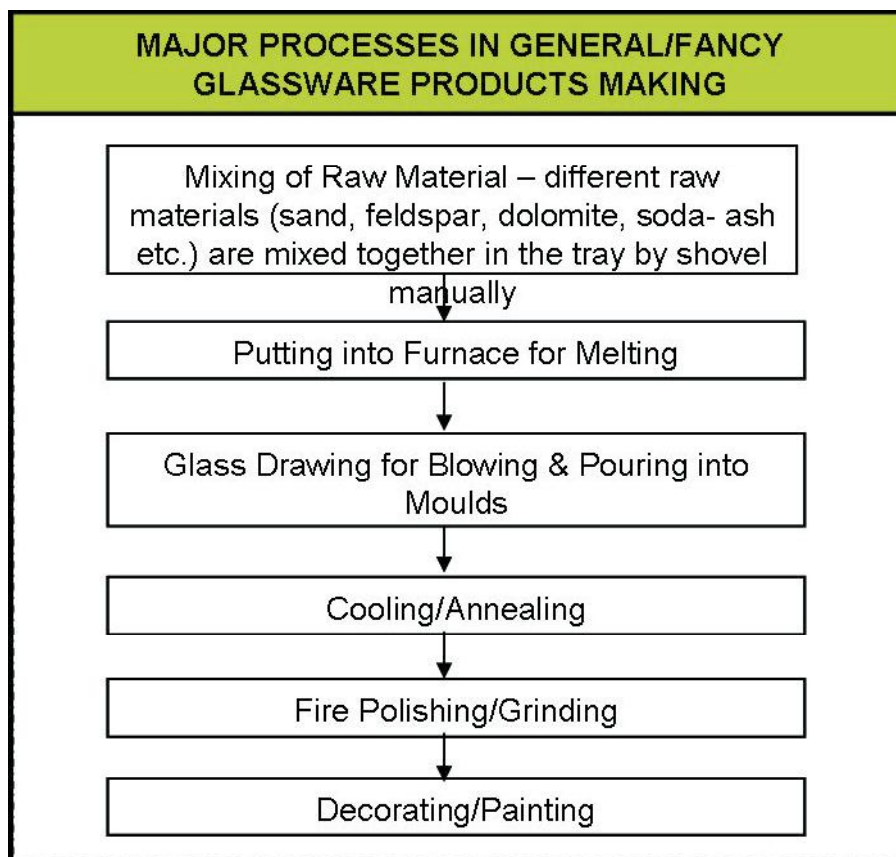 MAJOR PROCESSES IN GENERAL/FANCY
GLASSWARE PRODUCTS MAKING
Mixing of Raw Material – different raw
materials (sand, feldspar, dolomite, soda- ash
etc.) are mixed together in the tray by shovel
manually
Putting into Furnace for Melting
Glass Drawing for Blowing & Pouring into
Moulds
Cooling/Annealing
Fire Polishing/Grinding
Decorating/Painting